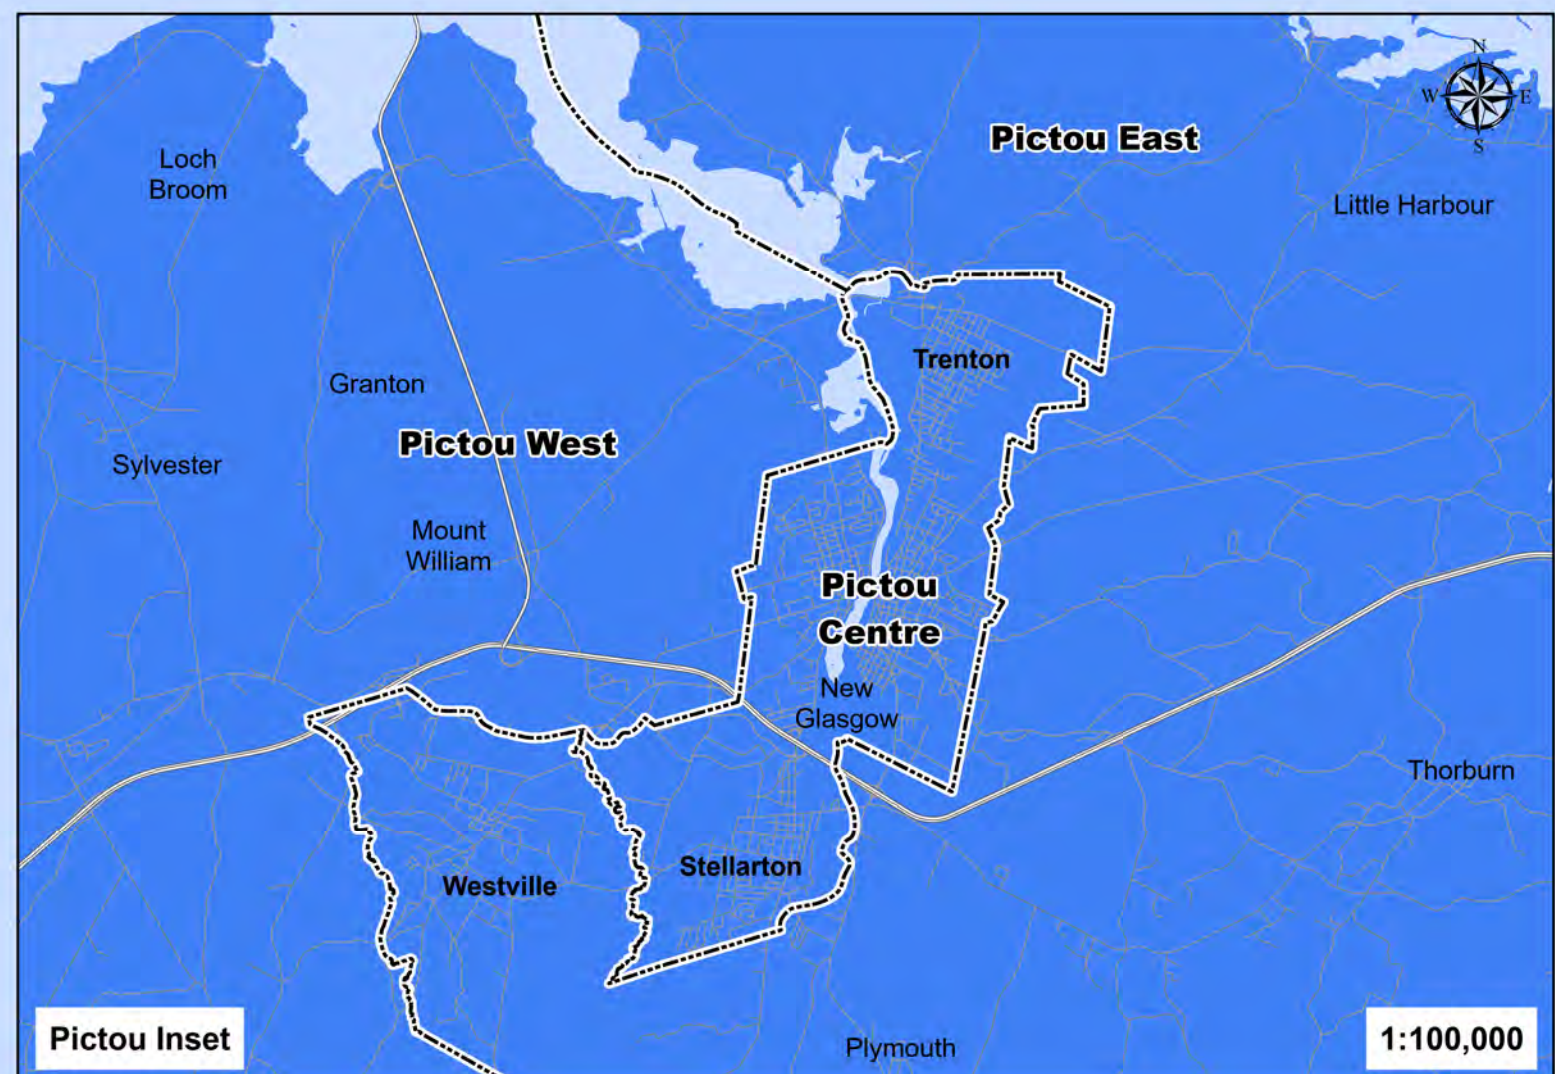 N
W
E
S
Pictou East
Loch
Broom
Little Harbour
Trenton
Granton
Pictou West
Sylvester
Mount
William
Pictou
Centre
New
Glasgow
Thorburn
Stellarton
Westville
Pictou Inset
Plymouth
1:100,000